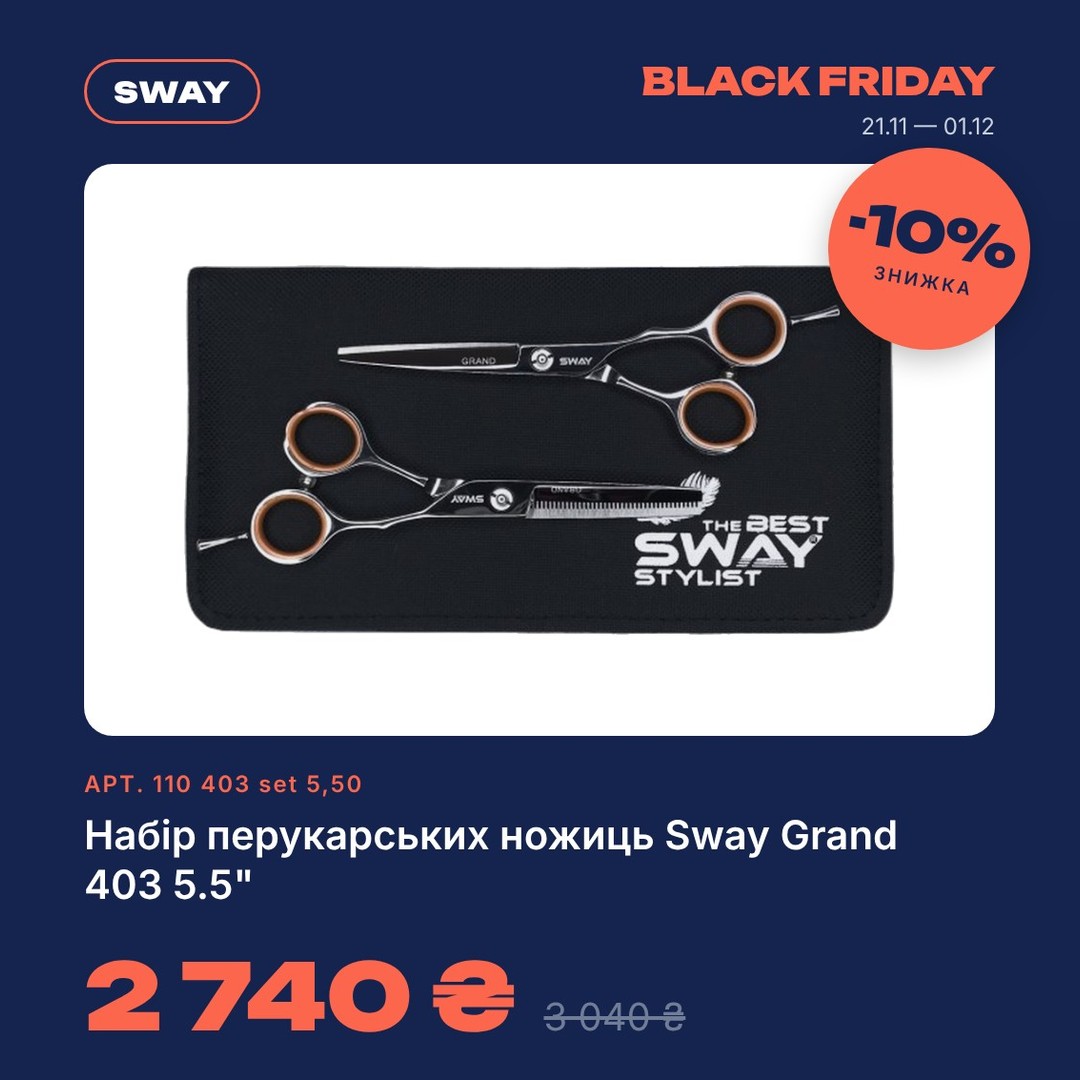 SWAY
BLACK FRIDAY
21.11 — 01.12
-10%
ЗНИЖКА
GRAND
SWAY
SWAY
GRAND
THE BEST
SWAY®
STYLIST
АРТ. 110 403 set 5,50
Набір перукарських ножиць Sway Grand
403 5.5"
2 740 ₴
3 040 ₴